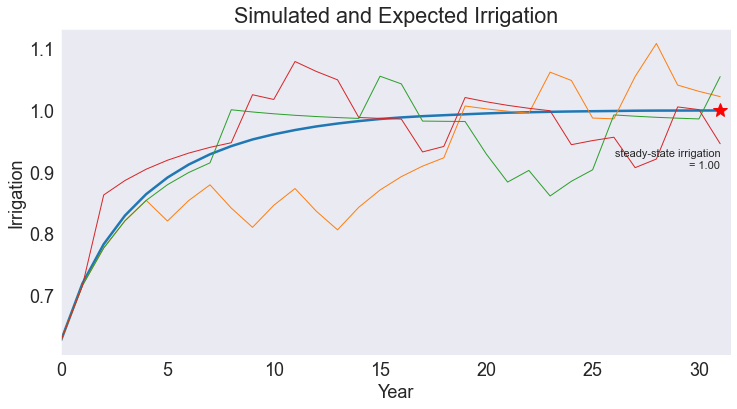 Simulated and Expected Irrigation
1.1
1.0
0.9
0.8
0.7
Irrigation
steady-state irrigation
= 1.00
0 5 10 15 20 25 30
Year